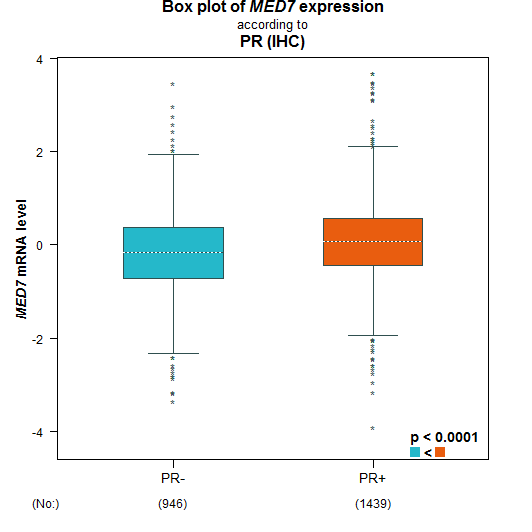 Box plot of MED7 expression
according to
PR (IHC)
MED7 mRNA level
4
2
0
-2
-4
p < 0.0001
<
PR- PR+
(No:) (946) (1439)